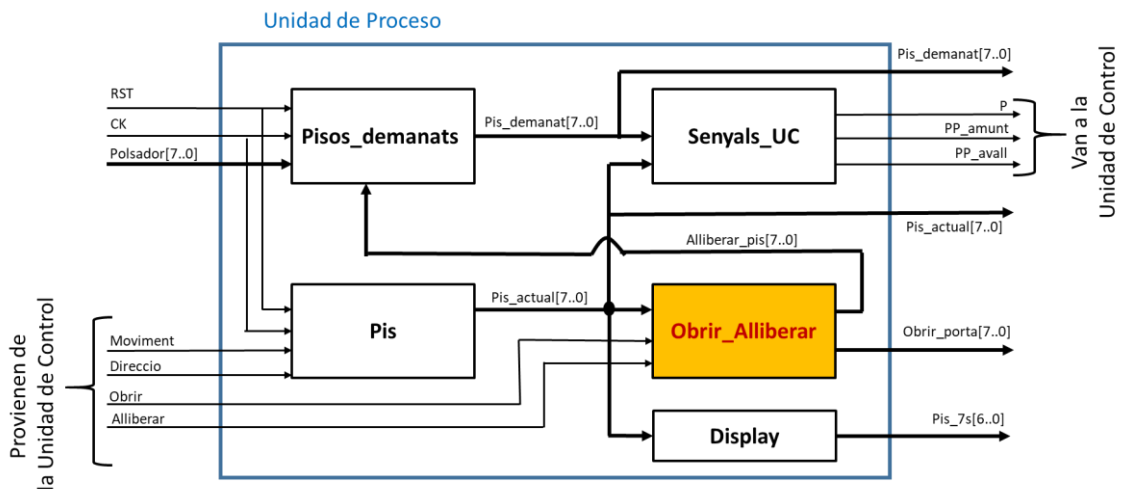 Unidad de Proceso
RST
CK
Polsador[7..0]
Pisos_demanats
Pis_demanat[7..0]
Senyals_UC
Pis_demanat[7..0]
P
PP_amunt
PP_avall
Van a la
Unidad de Control
Pis_actual[7..0]
Alliberar_pis[7..0]
Provienen de
la Unidad de Control
Moviment
Direccio
Obrir
Alliberar
Pis
Pis_actual[7..0]
Obrir_Alliberar
Obrir_porta[7..0]
Display
Pis_7s[6..0]